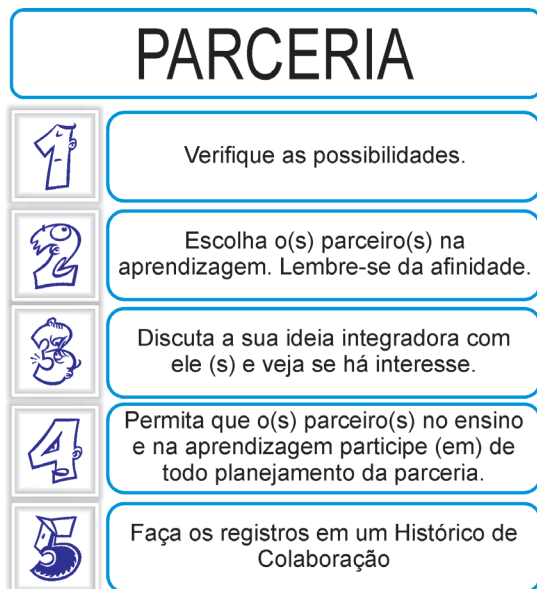 PARCERIA
1
Verifique as possibilidades.
2
Escolha o(s) parceiro(s) na
aprendizagem. Lembre-se da afinidade.
3
Discuta a sua ideia integradora com
ele (s) e veja se há interesse.
4
Permita que o(s) parceiro(s) no ensino
e na aprendizagem participe (em) de
todo planejamento da parceria.
5
Faça os registros em um Histórico de
Colaboração